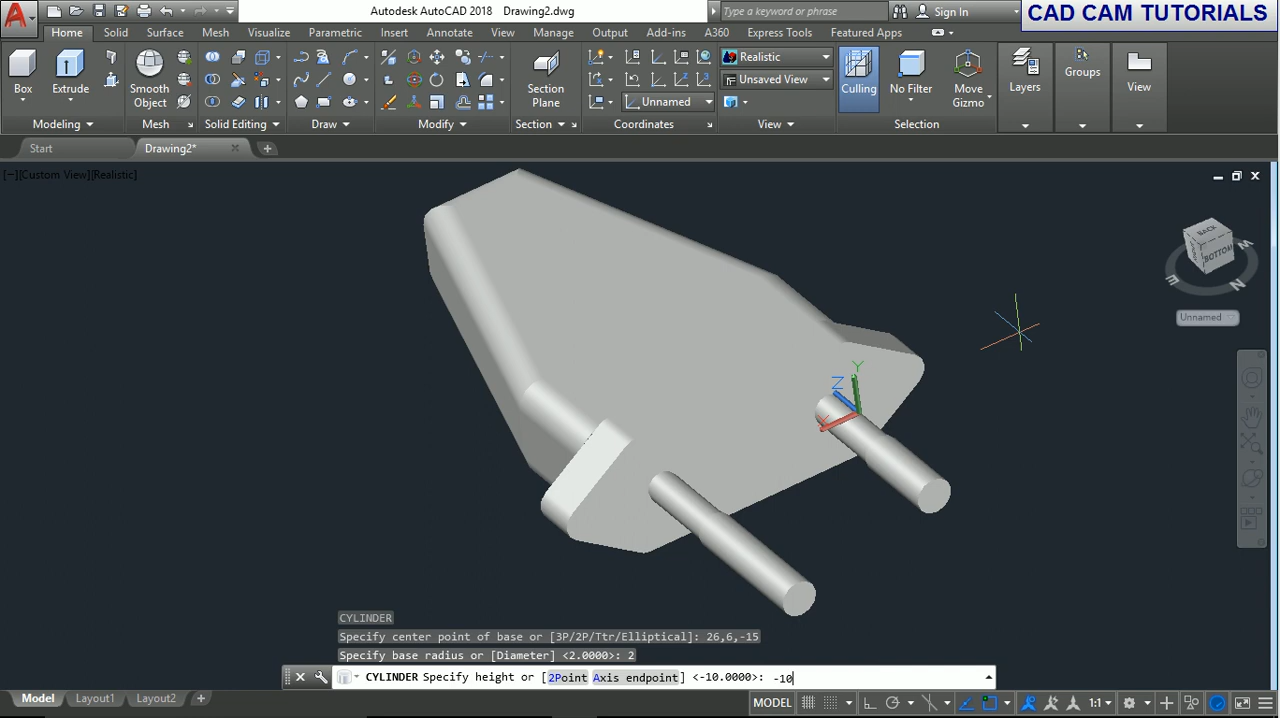 Autodesk AutoCAD 2018 Drawing2.dwg
Type a keyword or phrase
Sign In
CAD CAM TUTORIALS
Home Solid Surface Mesh Visualize Parametric Insert Annotate View Manage Output Add-ins A360 Express Tools Featured Apps
Realistic
Unsaved View
Unnamed
Box
Extrude
Smooth Object
Section Plane
Culling
No Filter
Move Gizmo
Layers
Groups
View
Modeling Mesh Solid Editing Draw Modify Section Coordinates View Selection
Start Drawing2*
[−][Custom View][Realistic]
BACK
BOTTOM
M
E
N
Unnamed
Y
Z
X
CYLINDER
Specify center point of base or [3P/2P/Ttr/Elliptical]: 26,6,-15
Specify base radius or [Diameter] <2.0000>: 2
CYLINDER Specify height or [2Point Axis endpoint] <-10.0000>: -10
Model Layout1 Layout2
MODEL
1:1